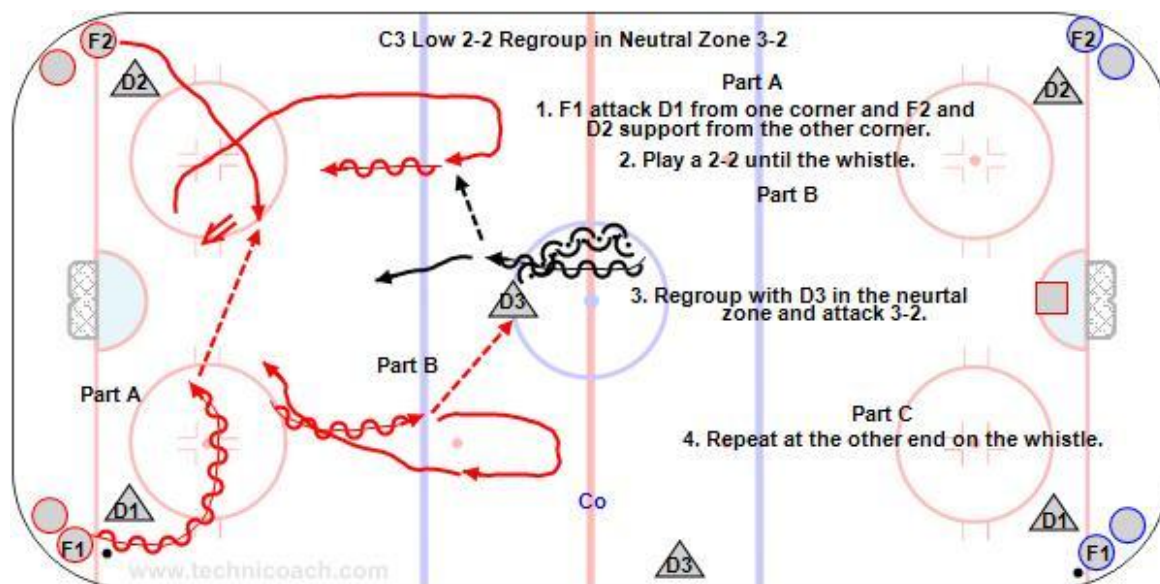 C3 Low 2-2 Regroup in Neutral Zone 3-2
F2
D2
Part A
1. F1 attack D1 from one corner and F2 and
D2 support from the other corner.
2. Play a 2-2 until the whistle.
Part B
F2
D2
D3
3. Regroup with D3 in the neurtal
zone and attack 3-2.
Part B
Part A
Part C
4. Repeat at the other end on the whistle.
D1
F1
Co
D3
D1
F1
www.technicoach.com